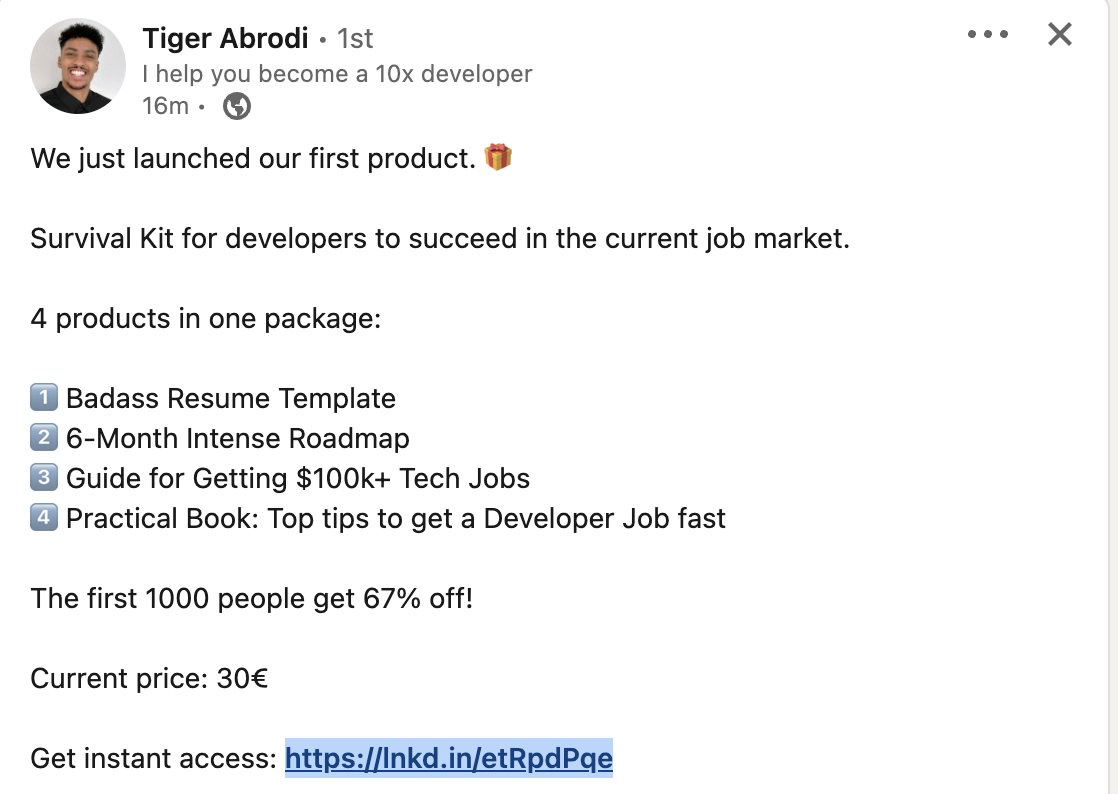 Tiger Abrodi • 1st
I help you become a 10x developer
16m •
We just launched our first product. 🎁
Survival Kit for developers to succeed in the current job market.
4 products in one package:
1️⃣ Badass Resume Template
2️⃣ 6-Month Intense Roadmap
3️⃣ Guide for Getting $100k+ Tech Jobs
4️⃣ Practical Book: Top tips to get a Developer Job fast
The first 1000 people get 67% off!
Current price: 30€
Get instant access: https://lnkd.in/etRpdPqe